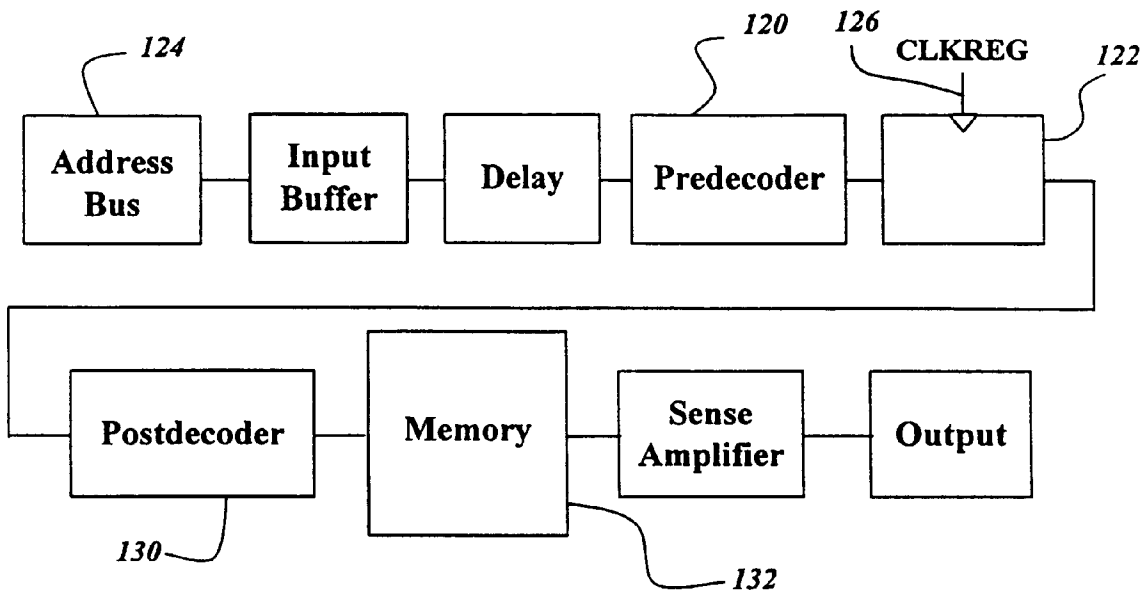 124
120
126
CLKREG
122
Address
Bus
Input
Buffer
Delay
Predecoder
Postdecoder
Memory
Sense
Amplifier
Output
130
132